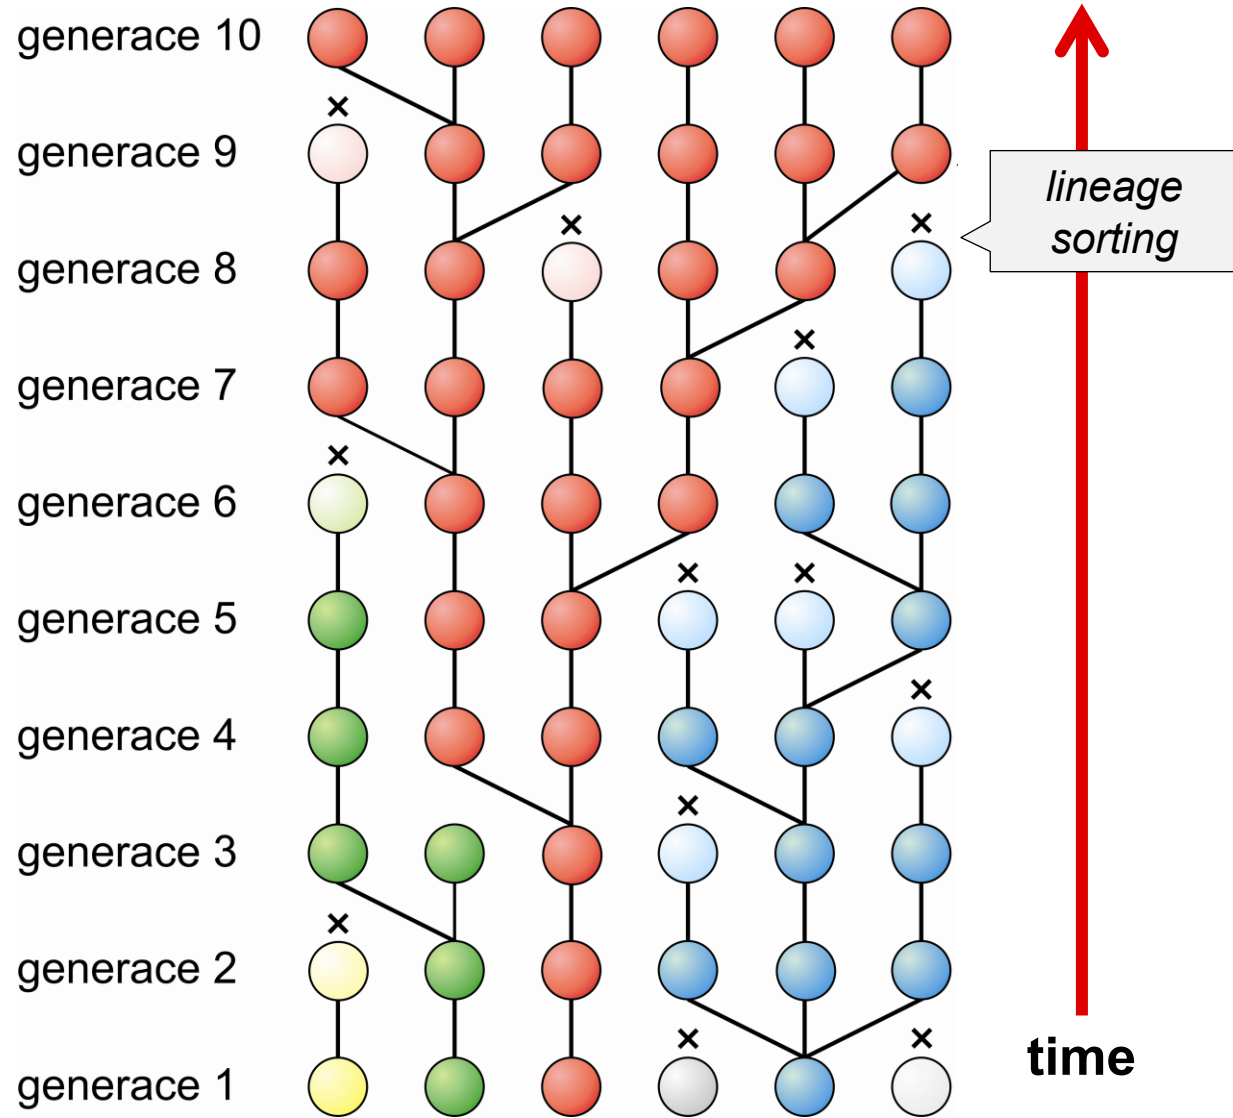 generace 10
generace 9
lineage
sorting
generace 8
generace 7
generace 6
generace 5
generace 4
generace 3
generace 2
time
generace 1